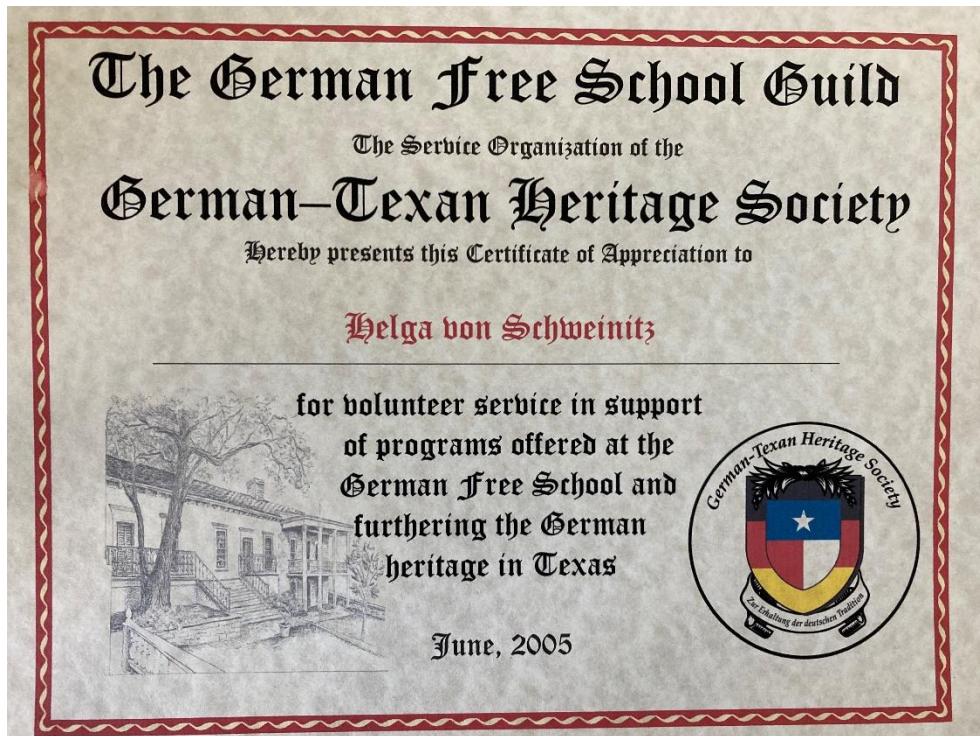 The German Free School Guild
The Service Organization of the
German–Texan Heritage Society
Hereby presents this Certificate of Appreciation to
Helga von Schweinitz
for volunteer service in support
of programs offered at the
German Free School and
furthering the German
heritage in Texas
June, 2005
German-Texan Heritage Society
Zur Erhaltung der deutschen Tradition